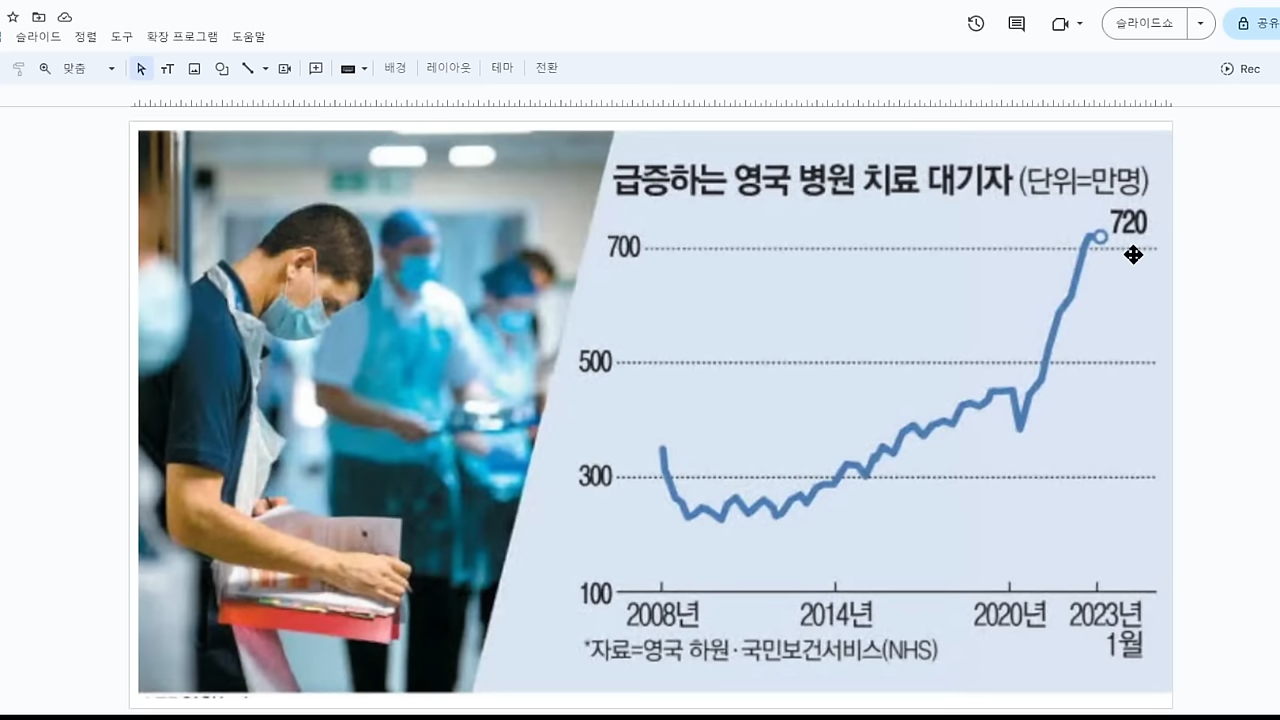 슬라이드 정렬 도구 확장 프로그램 도움말
슬라이드쇼
공유
맞춤
배경 레이아웃 테마 전환
Rec
급증하는 영국 병원 치료 대기자 (단위=만명)
720
700
500
300
100
2008년 2014년 2020년 2023년
1월
*자료=영국 하원·국민보건서비스(NHS)